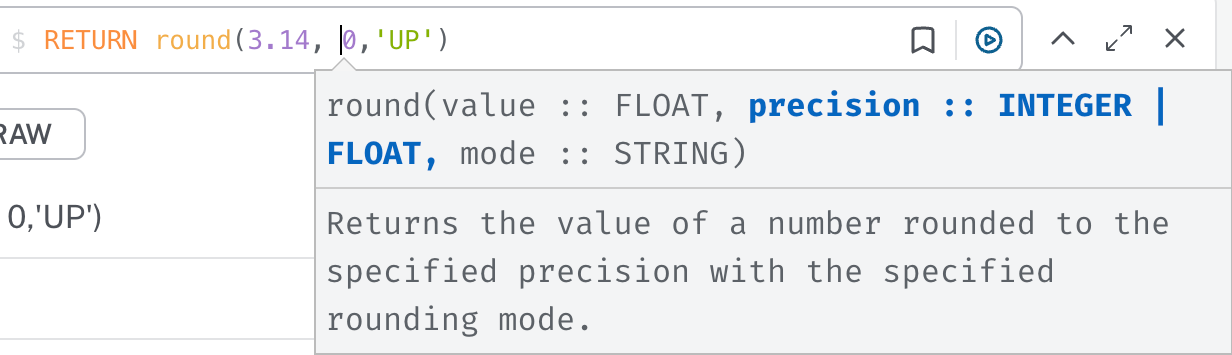 $ RETURN round(3.14, 0,'UP')
round(value :: FLOAT, precision :: INTEGER |
FLOAT, mode :: STRING)
RAW
0,'UP')
Returns the value of a number rounded to the
specified precision with the specified
rounding mode.